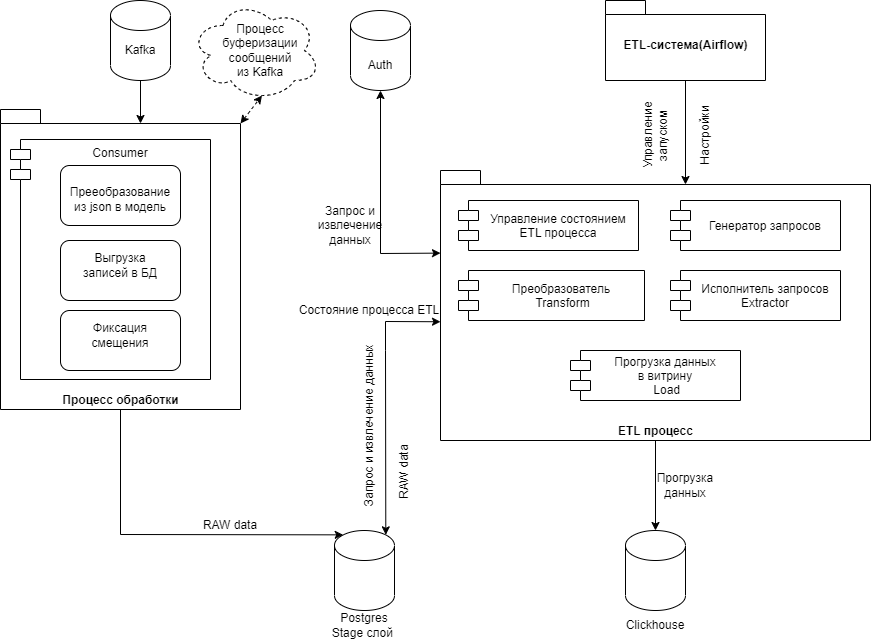 Kafka
Процесс
буферизации
сообщений
из Kafka
Auth
ETL-система(Airflow)
Управление
запуском
Настройки
Consumer
Прееобразование
из json в модель
Выгрузка
записей в БД
Фиксация
смещения
Процесс обработки
Запрос и
извлечение
данных
Управление состоянием
ETL процесса
Генератор запросов
Преобразователь
Transform
Исполнитель запросов
Extractor
Прогрузка данных
в витрину
Load
ETL процесс
Состояние процесса ETL
Запрос и извлечение данных
RAW data
RAW data
Прогрузка
данных
Postgres
Stage слой
Clickhouse